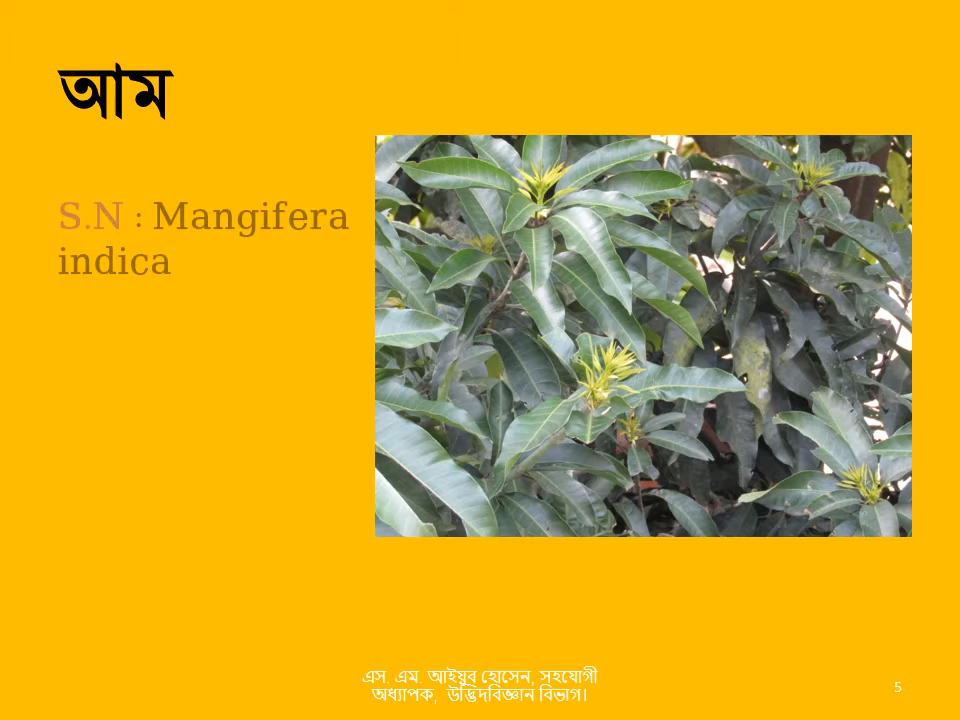 আম
S.N : Mangifera
indica
এস. এম. আইয়ুব হোসেন, সহযোগী
অধ্যাপক, উদ্ভিদবিজ্ঞান বিভাগ।
5